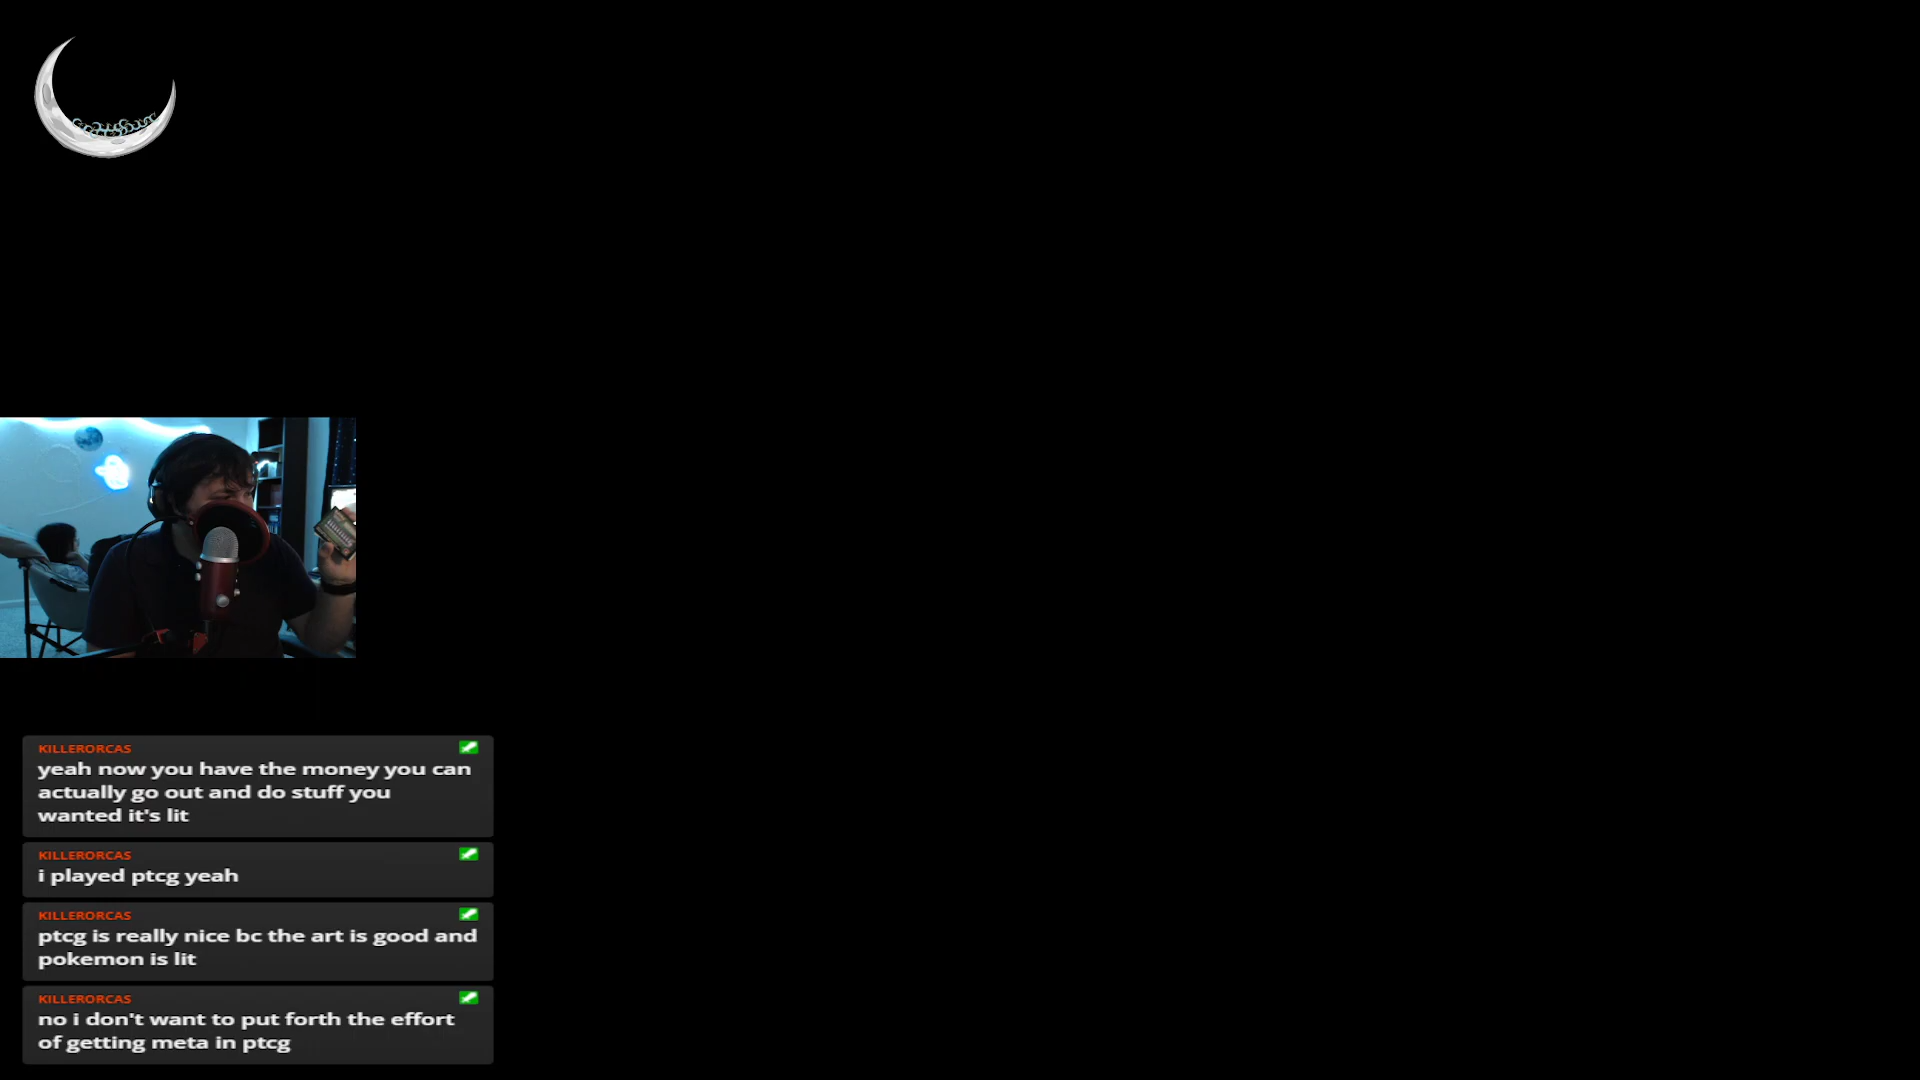 KILLERORCAS
yeah now you have the money you can
actually go out and do stuff you
wanted it's lit
KILLERORCAS
i played ptcg yeah
KILLERORCAS
ptcg is really nice bc the art is good and
pokemon is lit
KILLERORCAS
no i don't want to put forth the effort
of getting meta in ptcg